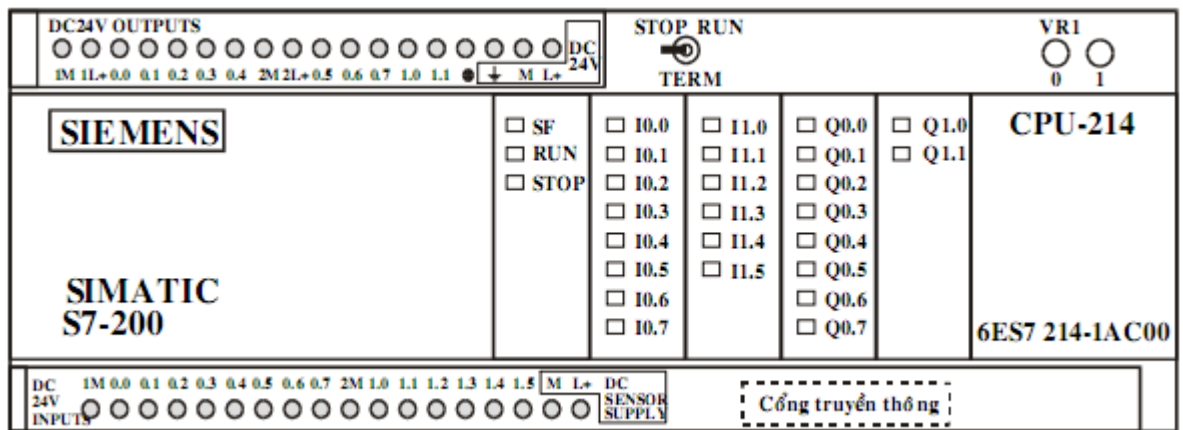 DC24V OUTPUTS
1M 1L+ 0.0 0.1 0.2 0.3 0.4 2M 2L+ 0.5 0.6 0.7 1.0 1.1 M L+
DC
24V
STOP RUN
TERM
VR1
0 1
SIEMENS
SIMATIC
S7-200
SF
RUN
STOP
I0.0
I0.1
I0.2
I0.3
I0.4
I0.5
I0.6
I0.7
I1.0
I1.1
I1.2
I1.3
I1.4
I1.5
Q0.0
Q0.1
Q0.2
Q0.3
Q0.4
Q0.5
Q0.6
Q0.7
Q1.0
Q1.1
CPU-214
6ES7 214-1AC00
DC
24V
INPUTS
1M 0.0 0.1 0.2 0.3 0.4 0.5 0.6 0.7 2M 1.0 1.1 1.2 1.3 1.4 1.5 M L+
DC
SENSOR
SUPPLY
Cổng truyền thông